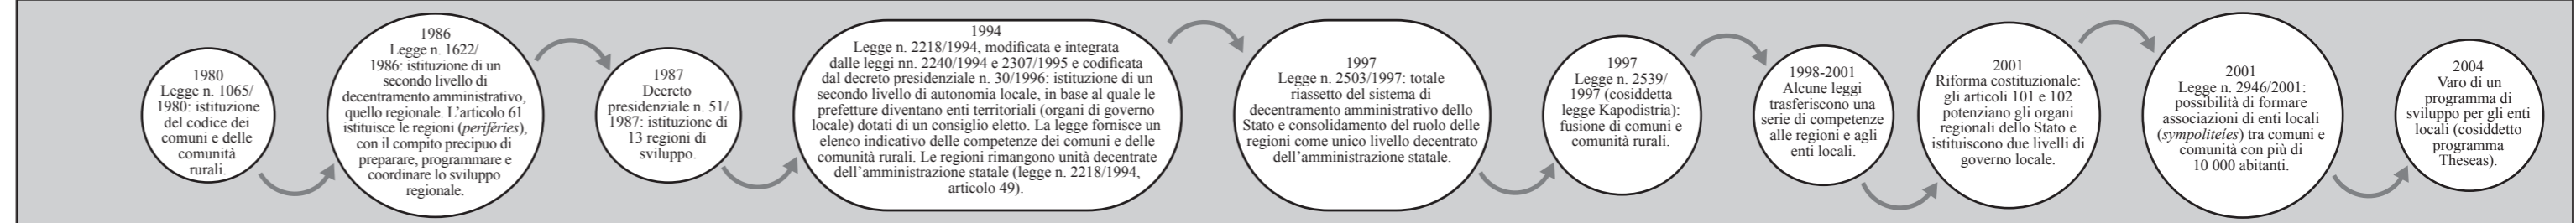 1980
Legge n. 1065/
1980: istituzione
del codice dei
comuni e delle
comunità
rurali.
1986
Legge n. 1622/
1986: istituzione di un
secondo livello di
decentramento amministrativo,
quello regionale. L'articolo 61
istituisce le regioni (periféries),
con il compito precipuo di
preparare, programmare e
coordinare lo sviluppo
regionale.
1987
Decreto
presidenziale n. 51/
1987: istituzione di
13 regioni di
sviluppo.
1994
Legge n. 2218/1994, modificata e integrata
dalle leggi nn. 2240/1994 e 2307/1995 e codificata
dal decreto presidenziale n. 30/1996: istituzione di un
secondo livello di autonomia locale, in base al quale le
prefetture diventano enti territoriali (organi di governo
locale) dotati di un consiglio eletto. La legge fornisce un
elenco indicativo delle competenze dei comuni e delle
comunità rurali. Le regioni rimangono unità decentrate
dell'amministrazione statale (legge n. 2218/1994,
articolo 49).
1997
Legge n. 2503/1997: totale
riassetto del sistema di
decentramento amministrativo dello
Stato e consolidamento del ruolo delle
regioni come unico livello decentrato
dell'amministrazione statale.
1997
Legge n. 2539/
1997 (cosiddetta
legge Kapodistria):
fusione di comuni e
comunità rurali.
1998-2001
Alcune leggi
trasferiscono una
serie di competenze
alle regioni e agli
enti locali.
2001
Riforma costituzionale:
gli articoli 101 e 102
potenziano gli organi
regionali dello Stato e
istituiscono due livelli di
governo locale.
2001
Legge n. 2946/2001:
possibilità di formare
associazioni di enti locali
(sympoliteíes) tra comuni e
comunità con più di
10 000 abitanti.
2004
Varo di un
programma di
sviluppo per gli enti
locali (cosiddetto
programma
Theseas).